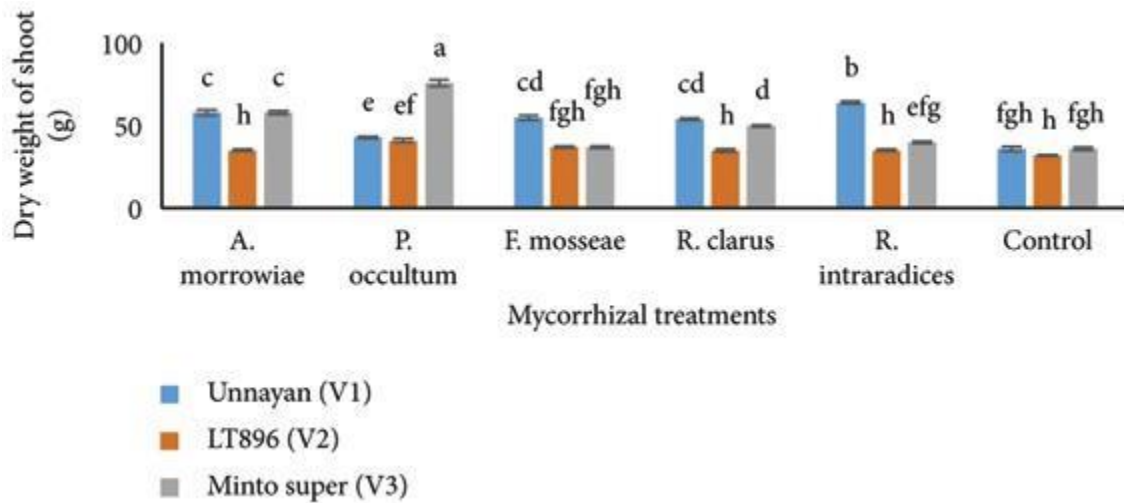 Dry weight of shoot
(g)
100
50
0
c
h
c
e
ef
a
cd
fgh
fgh
cd
h
d
b
h
efg
fgh
h
fgh
A.
morrowiae
P.
occultum
F. mosseae
R. clarus
R.
intraradices
Control
Mycorrhizal treatments
Unnayan (V1)
LT896 (V2)
Minto super (V3)